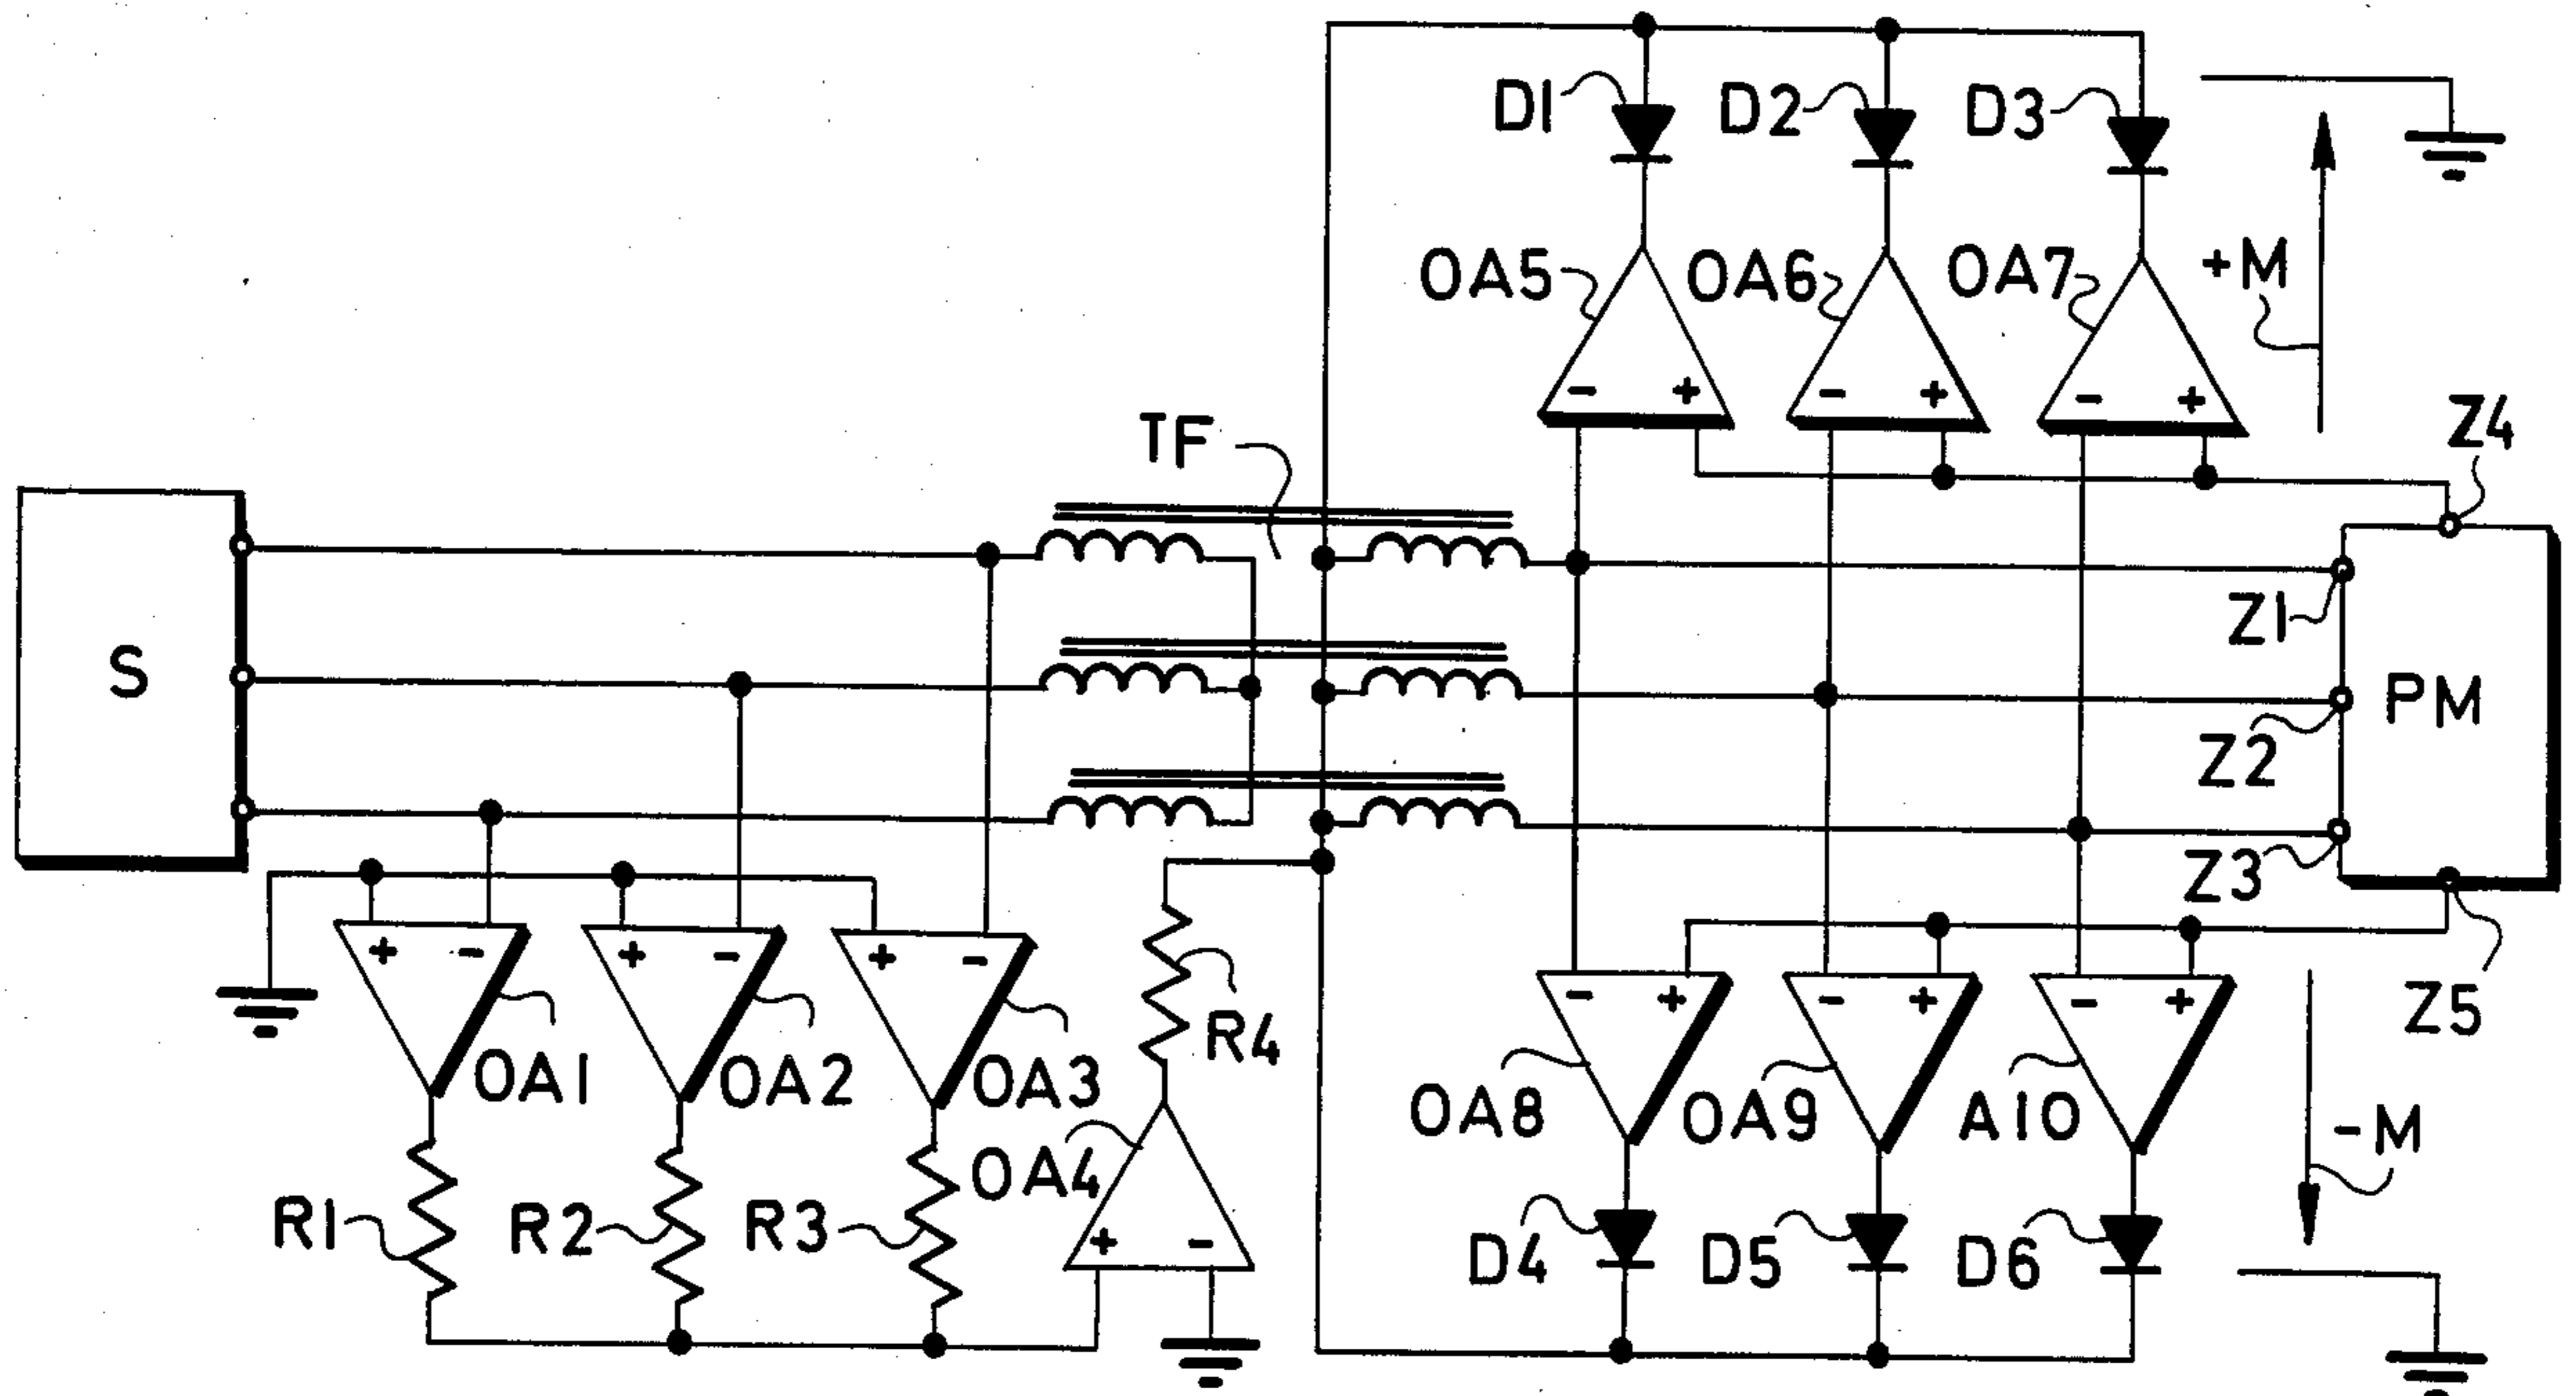 D1 D2 D3
OA5 OA6 OA7 +M
- + - + - +
TF Z4
Z1
S PM
Z2
Z3
+ - + - + -
- + - + - +
R4 Z5
OA1 OA2 OA3
OA8 OA9 A10 -M
OA4
R1 R2 R3
+ -
D4 D5 D6